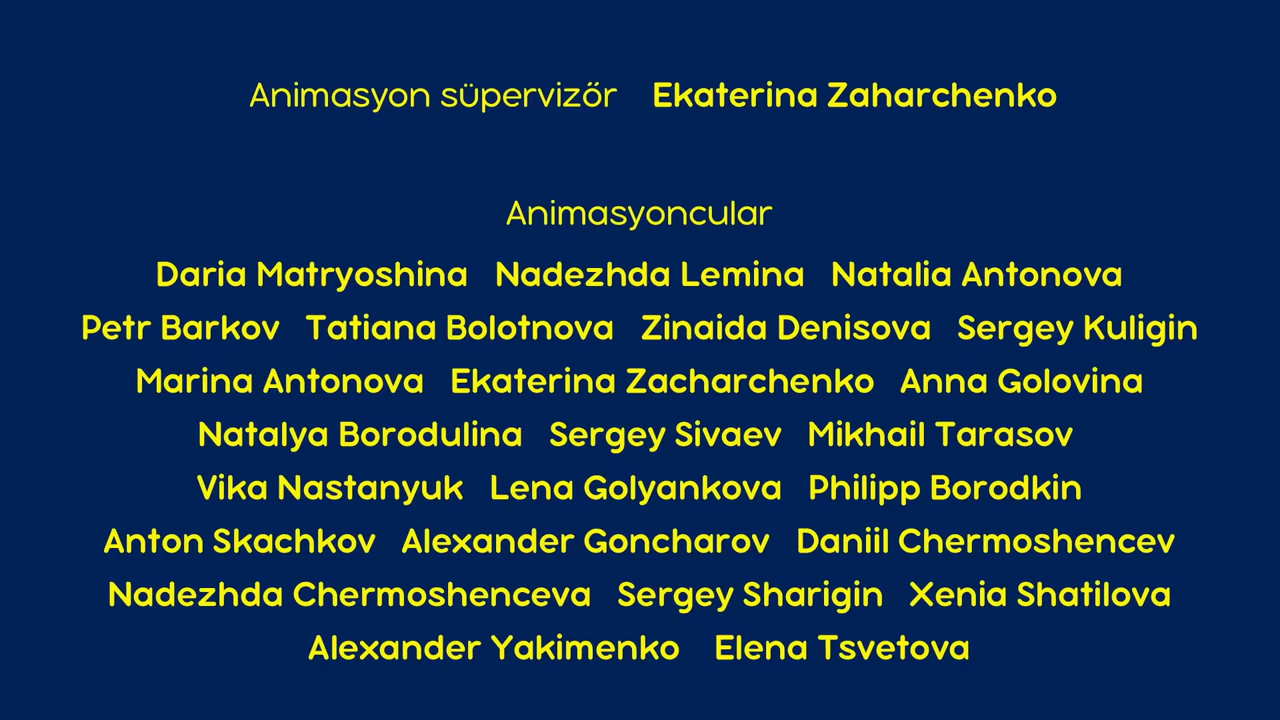 Animasyon süpervizőr Ekaterina Zaharchenko
Animasyoncular
Daria Matryoshina Nadezhda Lemina Natalia Antonova
Petr Barkov Tatiana Bolotnova Zinaida Denisova Sergey Kuligin
Marina Antonova Ekaterina Zacharchenko Anna Golovina
Natalya Borodulina Sergey Sivaev Mikhail Tarasov
Vika Nastanyuk Lena Golyankova Philipp Borodkin
Anton Skachkov Alexander Goncharov Daniil Chermoshencev
Nadezhda Chermoshenceva Sergey Sharigin Xenia Shatilova
Alexander Yakimenko Elena Tsvetova